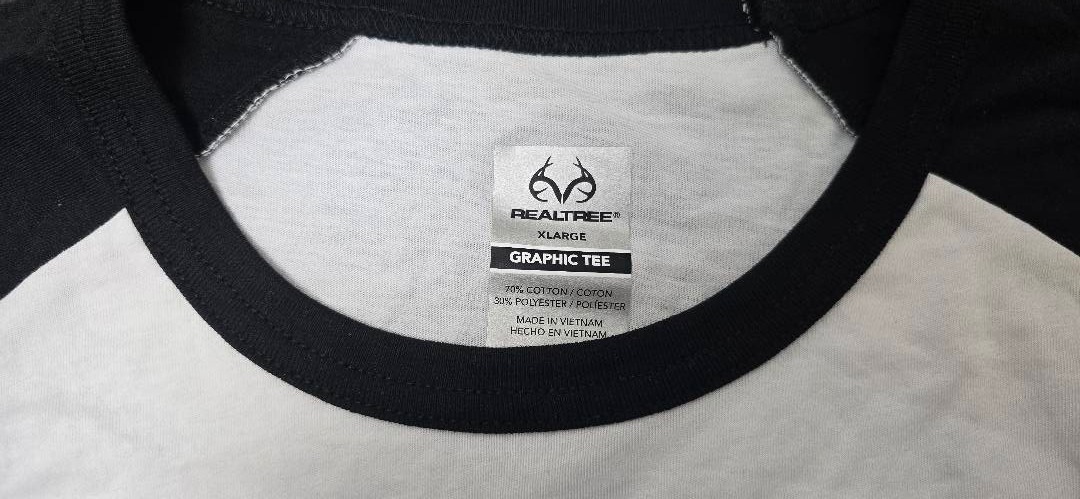 REALTREE®
XLARGE
GRAPHIC TEE
70% COTTON / COTON
30% POLYESTER / POLIESTER
MADE IN VIETNAM
HECHO EN VIETNAM